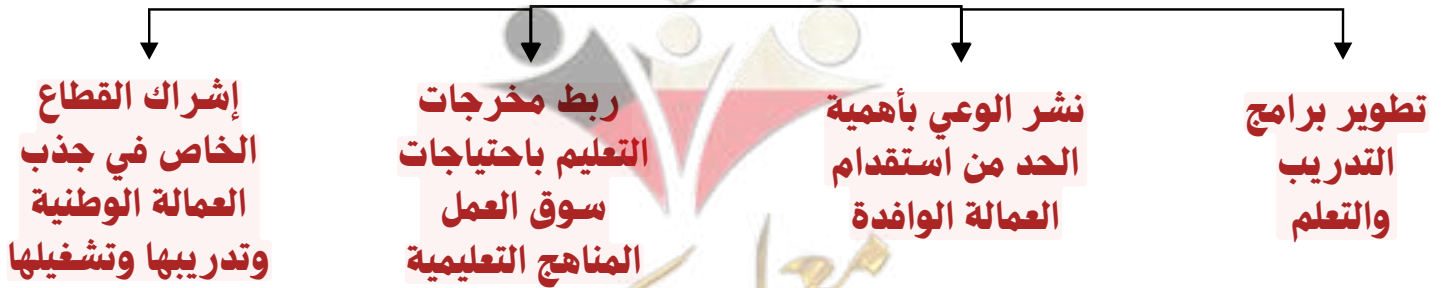 تطوير برامج
التدريب
والتعلم
نشر الوعي بأهمية
الحد من استقدام
العمالة الوافدة
ربط مخرجات
التعليم باحتياجات
سوق العمل
المناهج التعليمية
إشراك القطاع
الخاص في جذب
العمالة الوطنية
وتدريبها وتشغيلها